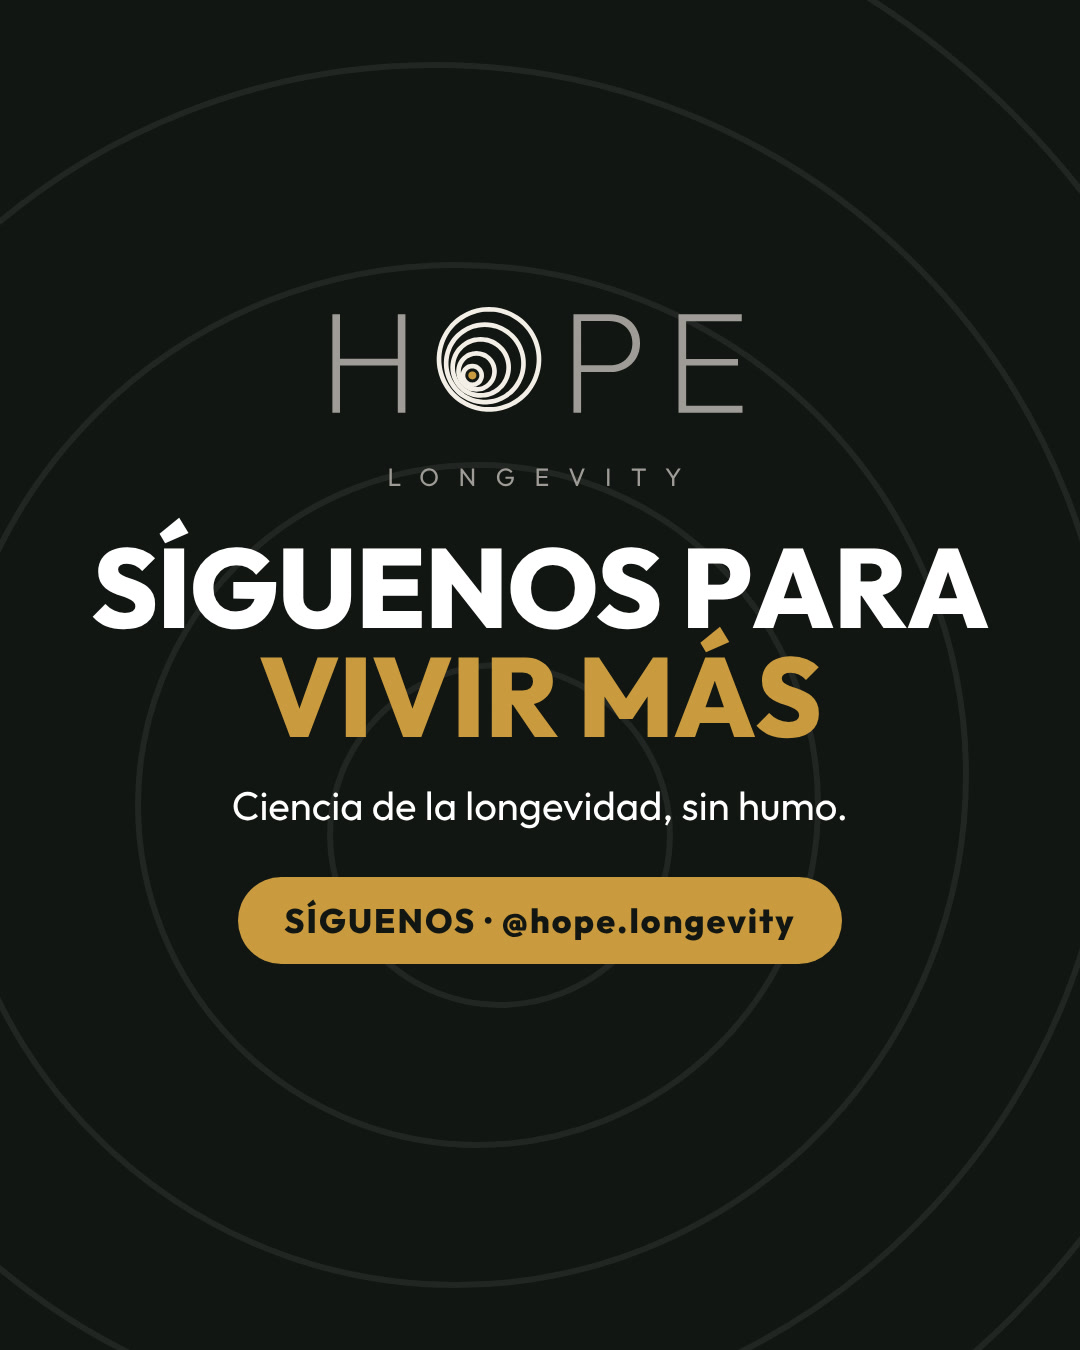 HOPE
LONGEVITY
SÍGUENOS PARA
VIVIR MÁS
Ciencia de la longevidad, sin humo.
SÍGUENOS · @hope.longevity